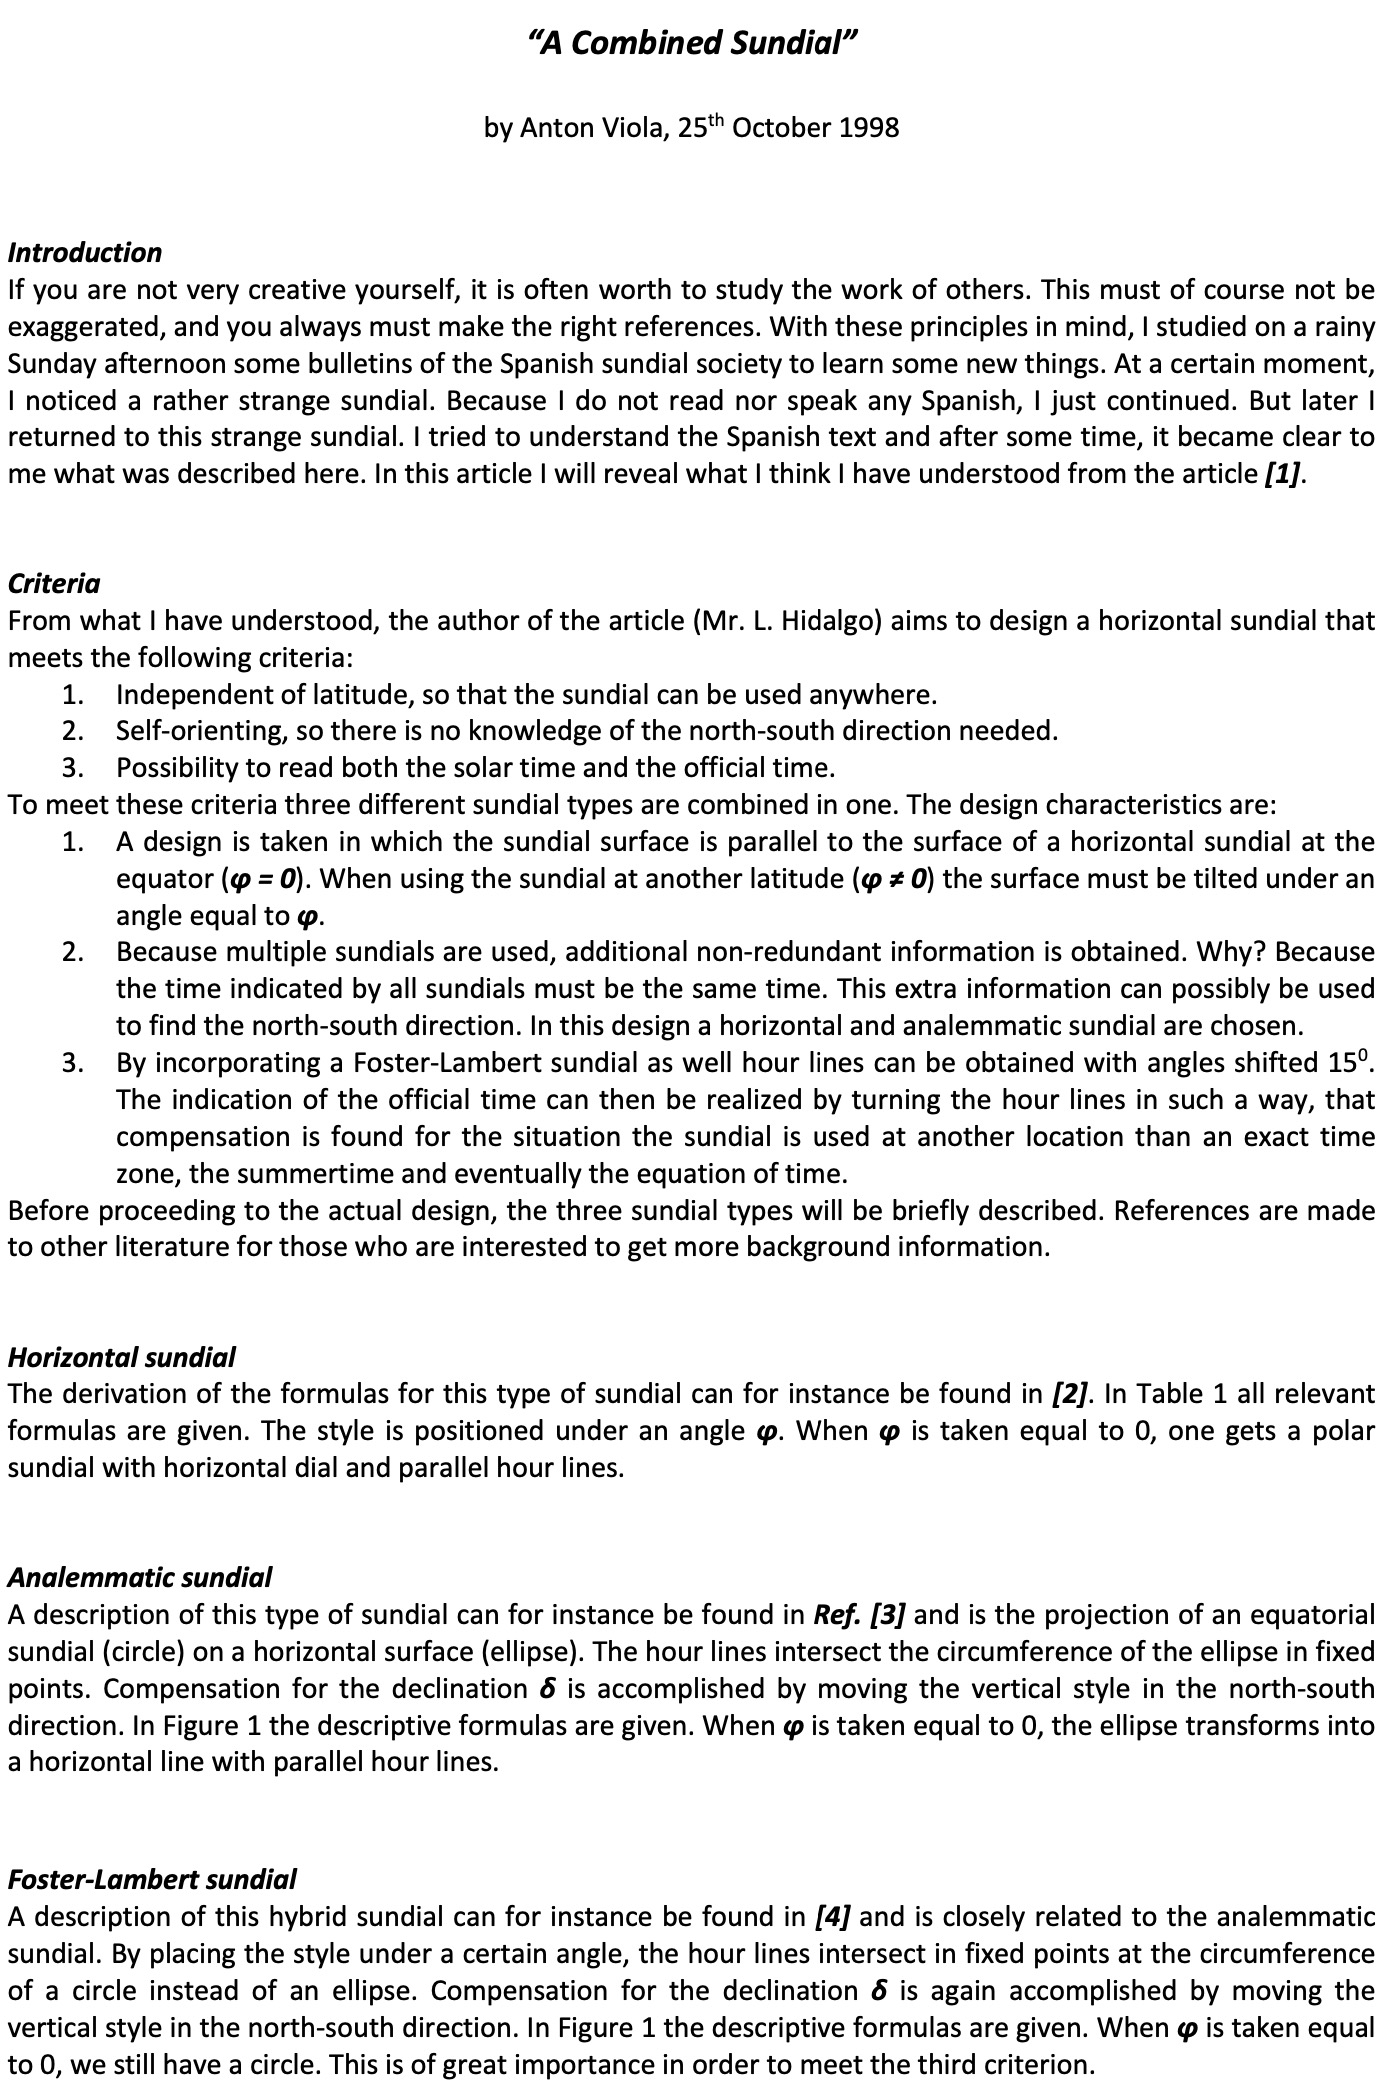 “A Combined Sundial”
by Anton Viola, 25th October 1998
Introduction
If you are not very creative yourself, it is often worth to study the work of others. This must of course not be
exaggerated, and you always must make the right references. With these principles in mind, I studied on a rainy
Sunday afternoon some bulletins of the Spanish sundial society to learn some new things. At a certain moment,
I noticed a rather strange sundial. Because I do not read nor speak any Spanish, I just continued. But later I
returned to this strange sundial. I tried to understand the Spanish text and after some time, it became clear to
me what was described here. In this article I will reveal what I think I have understood from the article [1].
Criteria
From what I have understood, the author of the article (Mr. L. Hidalgo) aims to design a horizontal sundial that
meets the following criteria:
1. Independent of latitude, so that the sundial can be used anywhere.
2. Self-orienting, so there is no knowledge of the north-south direction needed.
3. Possibility to read both the solar time and the official time.
To meet these criteria three different sundial types are combined in one. The design characteristics are:
1. A design is taken in which the sundial surface is parallel to the surface of a horizontal sundial at the
equator (φ = 0). When using the sundial at another latitude (φ ≠ 0) the surface must be tilted under an
angle equal to φ.
2. Because multiple sundials are used, additional non-redundant information is obtained. Why? Because
the time indicated by all sundials must be the same time. This extra information can possibly be used
to find the north-south direction. In this design a horizontal and analemmatic sundial are chosen.
3. By incorporating a Foster-Lambert sundial as well hour lines can be obtained with angles shifted 15⁰.
The indication of the official time can then be realized by turning the hour lines in such a way, that
compensation is found for the situation the sundial is used at another location than an exact time
zone, the summertime and eventually the equation of time.
Before proceeding to the actual design, the three sundial types will be briefly described. References are made
to other literature for those who are interested to get more background information.
Horizontal sundial
The derivation of the formulas for this type of sundial can for instance be found in [2]. In Table 1 all relevant
formulas are given. The style is positioned under an angle φ. When φ is taken equal to 0, one gets a polar
sundial with horizontal dial and parallel hour lines.
Analemmatic sundial
A description of this type of sundial can for instance be found in Ref. [3] and is the projection of an equatorial
sundial (circle) on a horizontal surface (ellipse). The hour lines intersect the circumference of the ellipse in fixed
points. Compensation for the declination δ is accomplished by moving the vertical style in the north-south
direction. In Figure 1 the descriptive formulas are given. When φ is taken equal to 0, the ellipse transforms into
a horizontal line with parallel hour lines.
Foster-Lambert sundial
A description of this hybrid sundial can for instance be found in [4] and is closely related to the analemmatic
sundial. By placing the style under a certain angle, the hour lines intersect in fixed points at the circumference
of a circle instead of an ellipse. Compensation for the declination δ is again accomplished by moving the
vertical style in the north-south direction. In Figure 1 the descriptive formulas are given. When φ is taken equal
to 0, we still have a circle. This is of great importance in order to meet the third criterion.